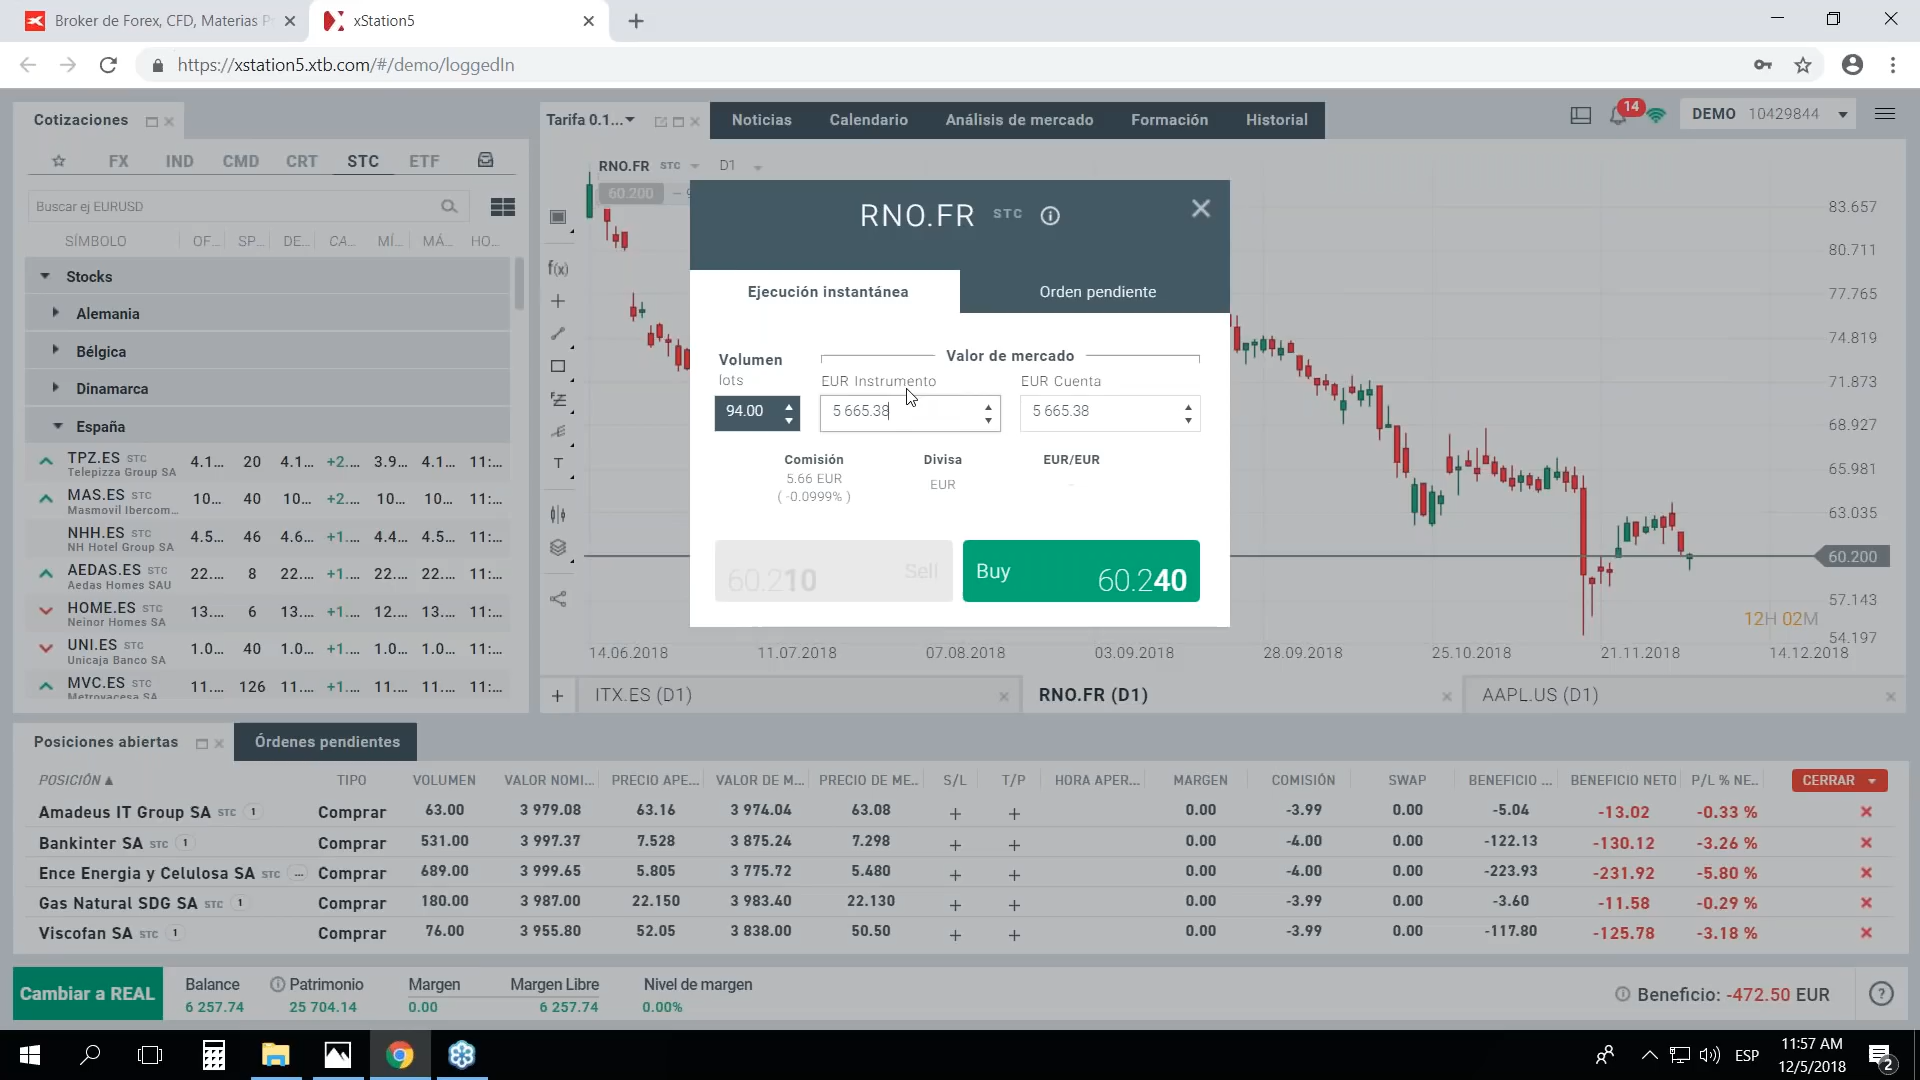 Broker de Forex, CFD, Materias P
xStation5
https://xstation5.xtb.com/#/demo/loggedIn
Cotizaciones
Tarifa 0.1...
Noticias
Calendario
Análisis de mercado
Formación
Historial
14
DEMO 10429844
FX IND CMD CRT STC ETF
RNO.FR STC D1
60.200
Buscar ej EURUSD
SÍMBOLO OF... SP... DE... CA... MÍ... MÁ... HO...
Stocks
Alemania
Bélgica
Dinamarca
España
TPZ.ES STC 4.1... 20 4.1... +2.... 3.9... 4.1... 11:...
Telepizza Group SA
MAS.ES STC 10... 40 10... +2.... 10... 10... 11:...
Masmovil Ibercom...
NHH.ES STC 4.5... 46 4.6... +1.... 4.4... 4.5... 11:...
NH Hotel Group SA
AEDAS.ES STC 22.... 8 22.... +1.... 22.... 22.... 11:...
Aedas Homes SAU
HOME.ES STC 13.... 6 13.... +1.... 12.... 13.... 11:...
Neinor Homes SA
UNI.ES STC 1.0... 40 1.0... +1.... 1.0... 1.0... 11:...
Unicaja Banco SA
MVC.ES STC 11.... 126 11.... +1.... 11.... 11.... 11:...
Metrovacesa SA
f(x)
T
RNO.FR STC
Ejecución instantánea
Orden pendiente
Volumen
lots
Valor de mercado
EUR Instrumento
EUR Cuenta
94.00
5 665.38
5 665.38
Comisión
5.66 EUR
( -0.0999% )
Divisa
EUR
EUR/EUR
-
60.210 Sell
Buy 60.240
83.657
80.711
77.765
74.819
71.873
68.927
65.981
63.035
60.200
57.143
54.197
12H 02M
14.06.2018 11.07.2018 07.08.2018 03.09.2018 28.09.2018 25.10.2018 21.11.2018 14.12.2018
ITX.ES (D1)
RNO.FR (D1)
AAPL.US (D1)
Posiciones abiertas
Órdenes pendientes
POSICIÓN TIPO VOLUMEN VALOR NOMI... PRECIO APE... VALOR DE M... PRECIO DE ME... S/L T/P HORA APER... MARGEN COMISIÓN SWAP BENEFICIO ... BENEFICIO NETO P/L % NE... CERRAR
Amadeus IT Group SA STC 1 Comprar 63.00 3 979.08 63.16 3 974.04 63.08 + + 0.00 -3.99 0.00 -5.04 -13.02 -0.33 %
Bankinter SA STC 1 Comprar 531.00 3 997.37 7.528 3 875.24 7.298 + + 0.00 -4.00 0.00 -122.13 -130.12 -3.26 %
Ence Energia y Celulosa SA STC ... Comprar 689.00 3 999.65 5.805 3 775.72 5.480 + + 0.00 -4.00 0.00 -223.93 -231.92 -5.80 %
Gas Natural SDG SA STC 1 Comprar 180.00 3 987.00 22.150 3 983.40 22.130 + + 0.00 -3.99 0.00 -3.60 -11.58 -0.29 %
Viscofan SA STC 1 Comprar 76.00 3 955.80 52.05 3 838.00 50.50 + + 0.00 -3.99 0.00 -117.80 -125.78 -3.18 %
Cambiar a REAL
Balance
6 257.74
Patrimonio
25 704.14
Margen
0.00
Margen Libre
6 257.74
Nivel de margen
0.00%
Beneficio: -472.50 EUR
?
ESP
11:57 AM
12/5/2018
2